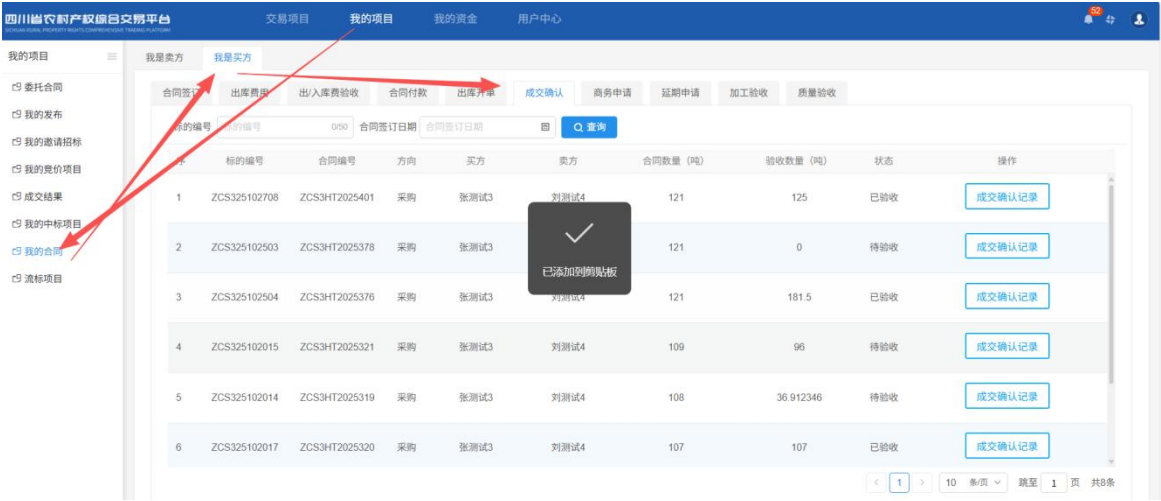 四川省农村产权综合交易平台 交易项目 我的项目 我的资金 用户中心 52
SICHUAN RURAL PROPERTY RIGHTS COMPREHENSIVE TRADING PLATFORM
我的项目 我是卖方 我是买方
委托合同
我的发布
我的邀请招标
我的竞价项目
成交结果
我的中标项目
我的合同
流标项目
合同签订 出库费用 出/入库费验收 合同付款 出库开单 成交确认 商务申请 延期申请 加工验收 质量验收
标的编号 标的编号 0/50 合同签订日期 合同签订日期 查询
序 标的编号 合同编号 方向 买方 卖方 合同数量（吨） 验收数量（吨） 状态 操作
1 ZCS325102708 ZCS3HT2025401 采购 张测试3 刘测试4 121 125 已验收 成交确认记录
2 ZCS325102503 ZCS3HT2025378 采购 张测试3 121 0 待验收 成交确认记录
已添加到剪贴板
3 ZCS325102504 ZCS3HT2025376 采购 张测试3 刘测试4 121 181.5 已验收 成交确认记录
4 ZCS325102015 ZCS3HT2025321 采购 张测试3 刘测试4 109 96 待验收 成交确认记录
5 ZCS325102014 ZCS3HT2025319 采购 张测试3 刘测试4 108 36.912346 待验收 成交确认记录
6 ZCS325102017 ZCS3HT2025320 采购 张测试3 刘测试4 107 107 已验收 成交确认记录
1 10 条/页 跳至 1 页 共8条